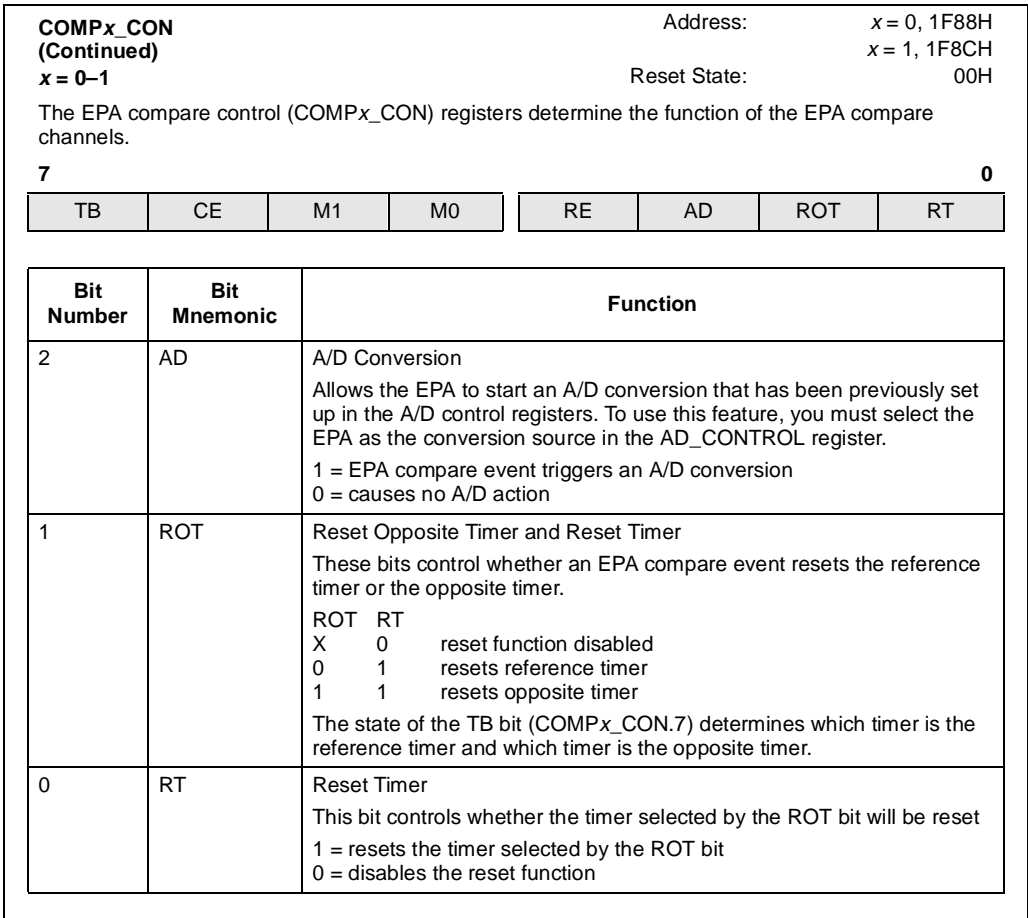 COMPx_CON
(Continued)
x = 0–1
Address: x = 0, 1F88H
x = 1, 1F8CH
Reset State: 00H
The EPA compare control (COMPx_CON) registers determine the function of the EPA compare
channels.
7 0
TB CE M1 M0 RE AD ROT RT
Bit Number Bit Mnemonic Function
2 AD A/D Conversion
Allows the EPA to start an A/D conversion that has been previously set
up in the A/D control registers. To use this feature, you must select the
EPA as the conversion source in the AD_CONTROL register.
1 = EPA compare event triggers an A/D conversion
0 = causes no A/D action
1 ROT Reset Opposite Timer and Reset Timer
These bits control whether an EPA compare event resets the reference
timer or the opposite timer.
ROT RT
X 0 reset function disabled
0 1 resets reference timer
1 1 resets opposite timer
The state of the TB bit (COMPx_CON.7) determines which timer is the
reference timer and which timer is the opposite timer.
0 RT Reset Timer
This bit controls whether the timer selected by the ROT bit will be reset
1 = resets the timer selected by the ROT bit
0 = disables the reset function